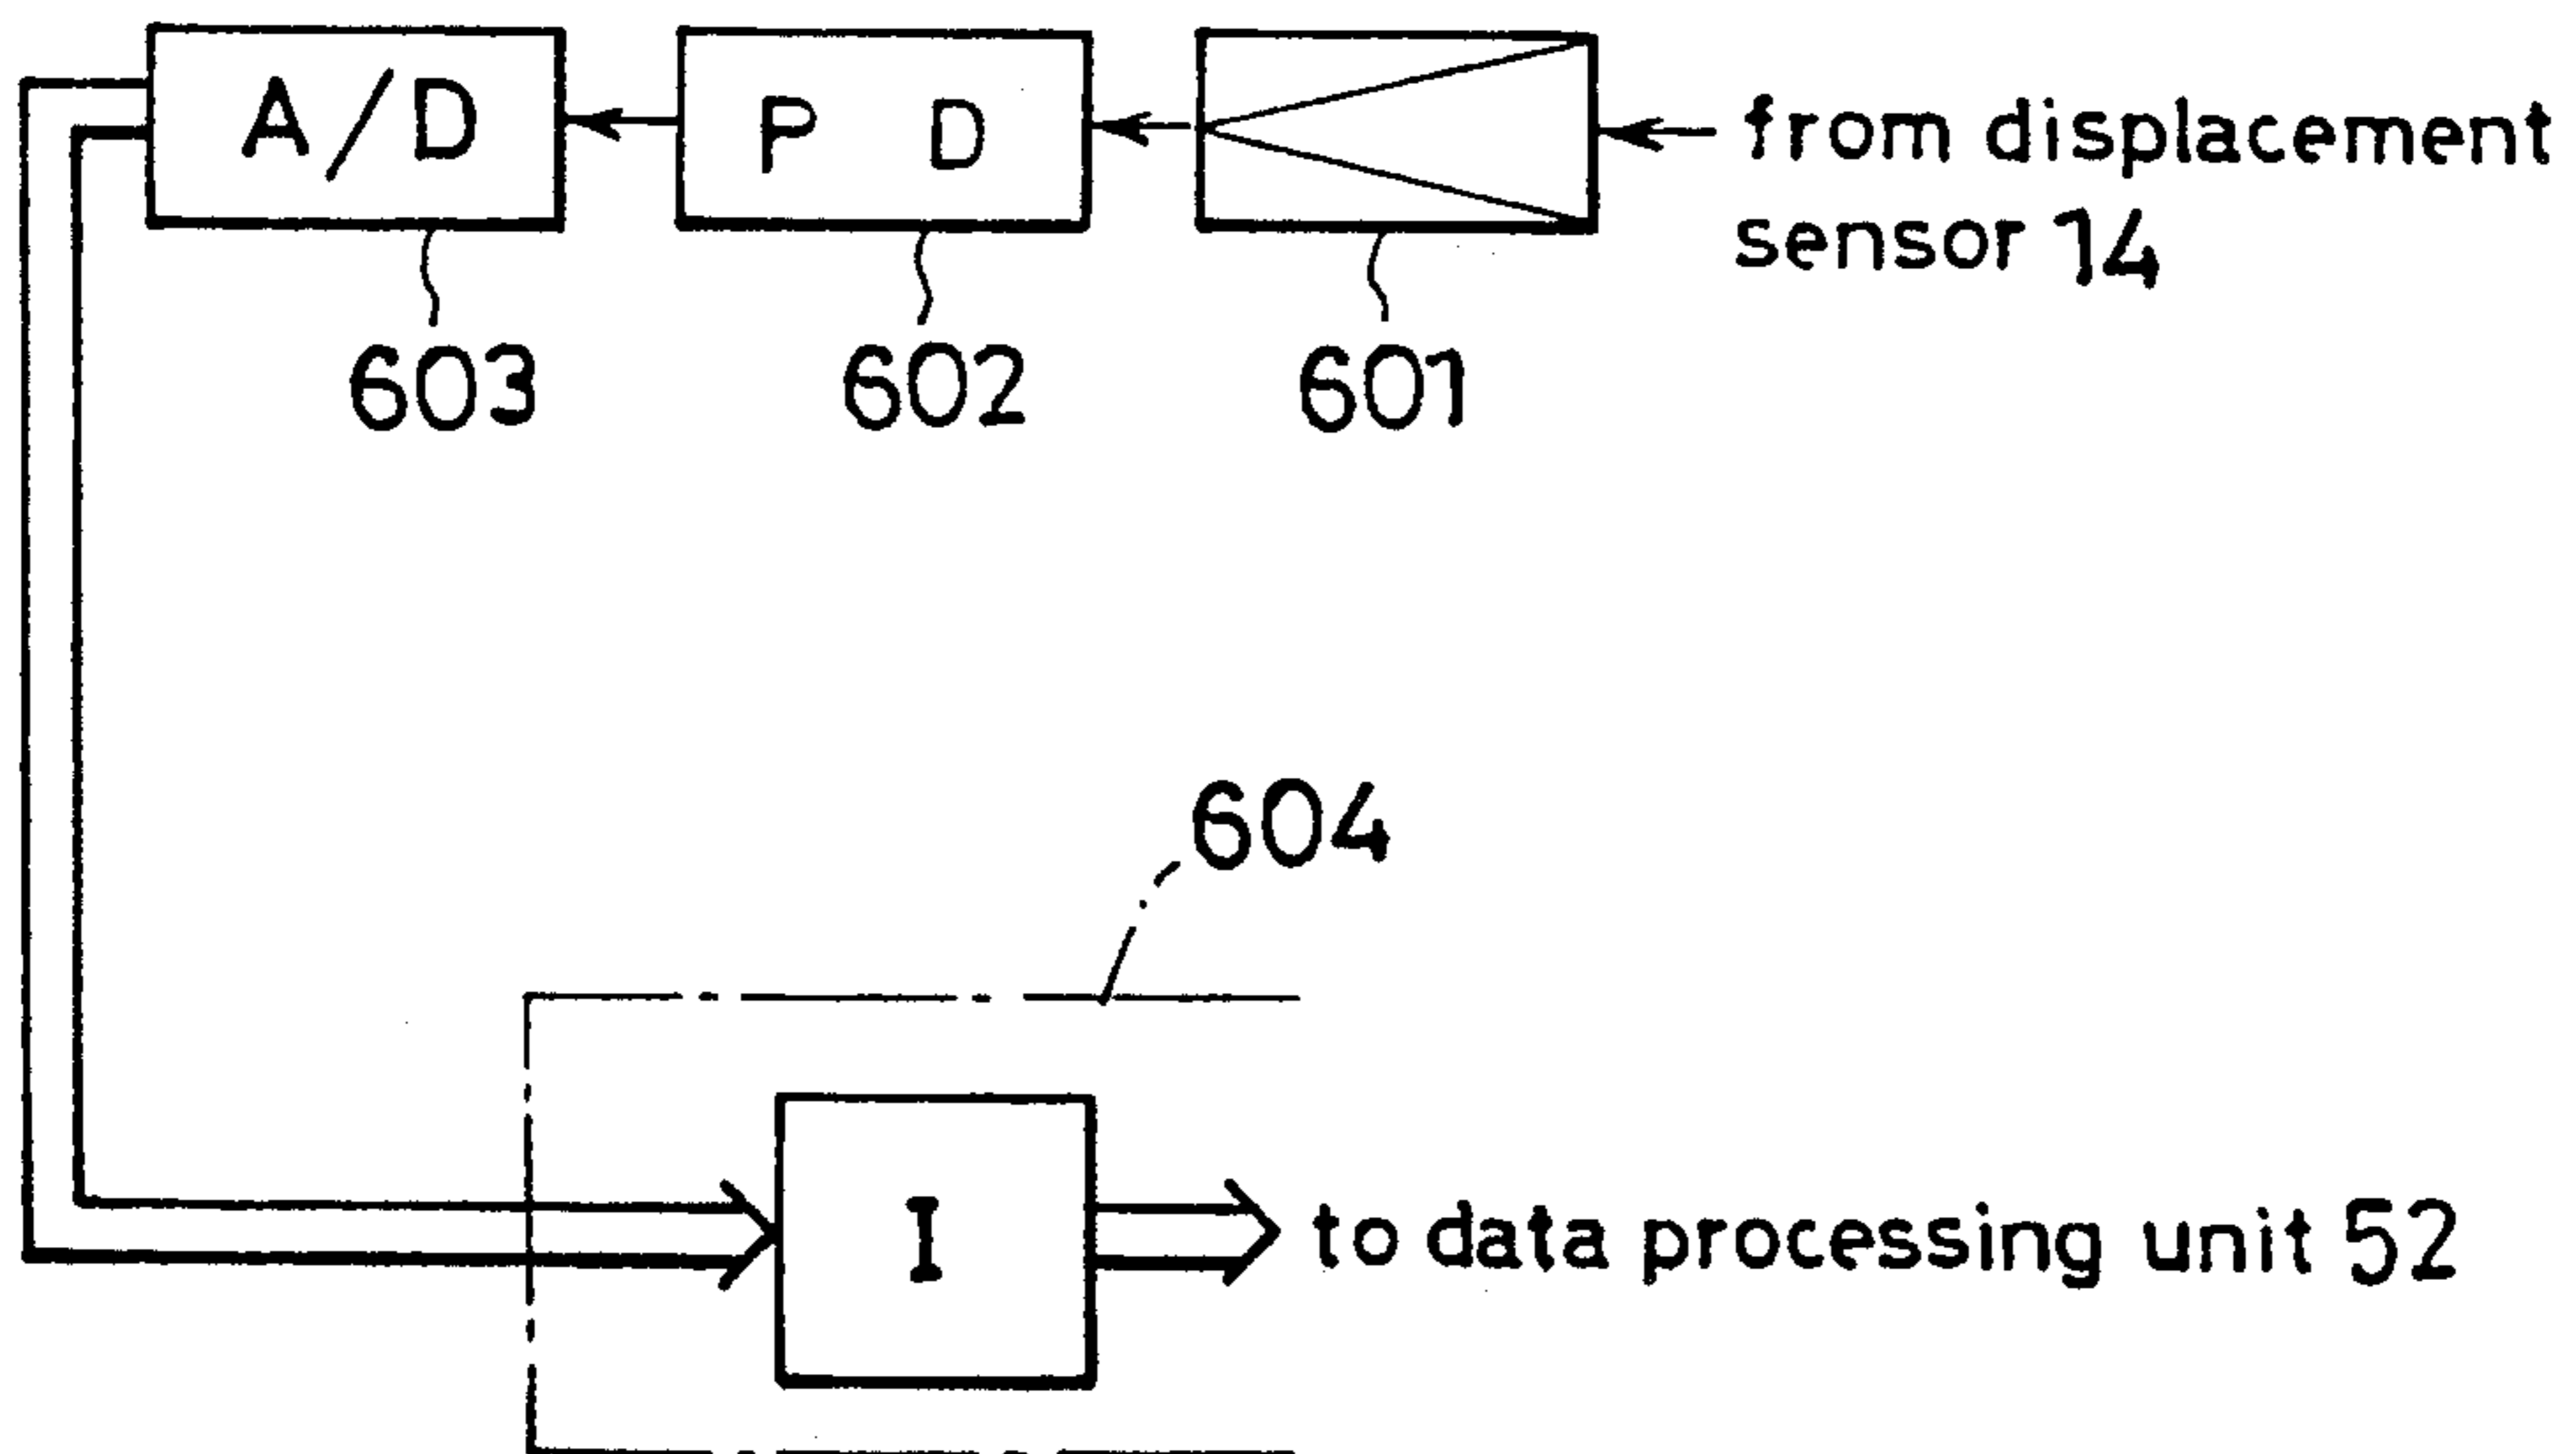 A/D
P D
from displacement
sensor 14
603
602
601
604
I
to data processing unit 52